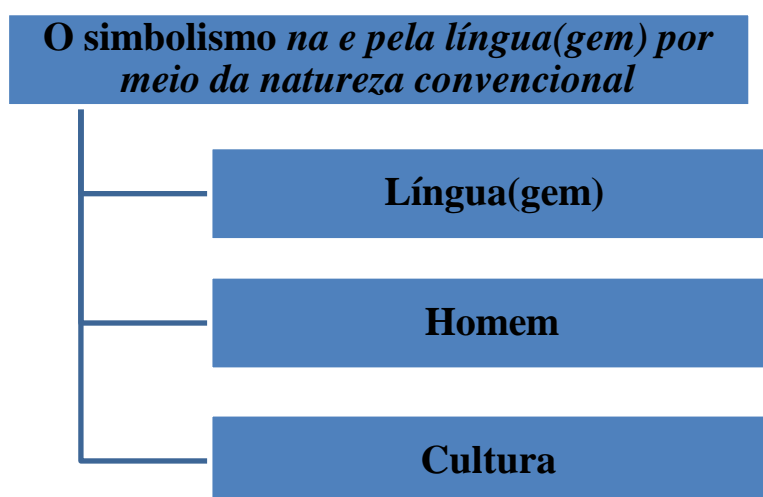 O simbolismo na e pela língua(gem) por
meio da natureza convencional
Língua(gem)
Homem
Cultura